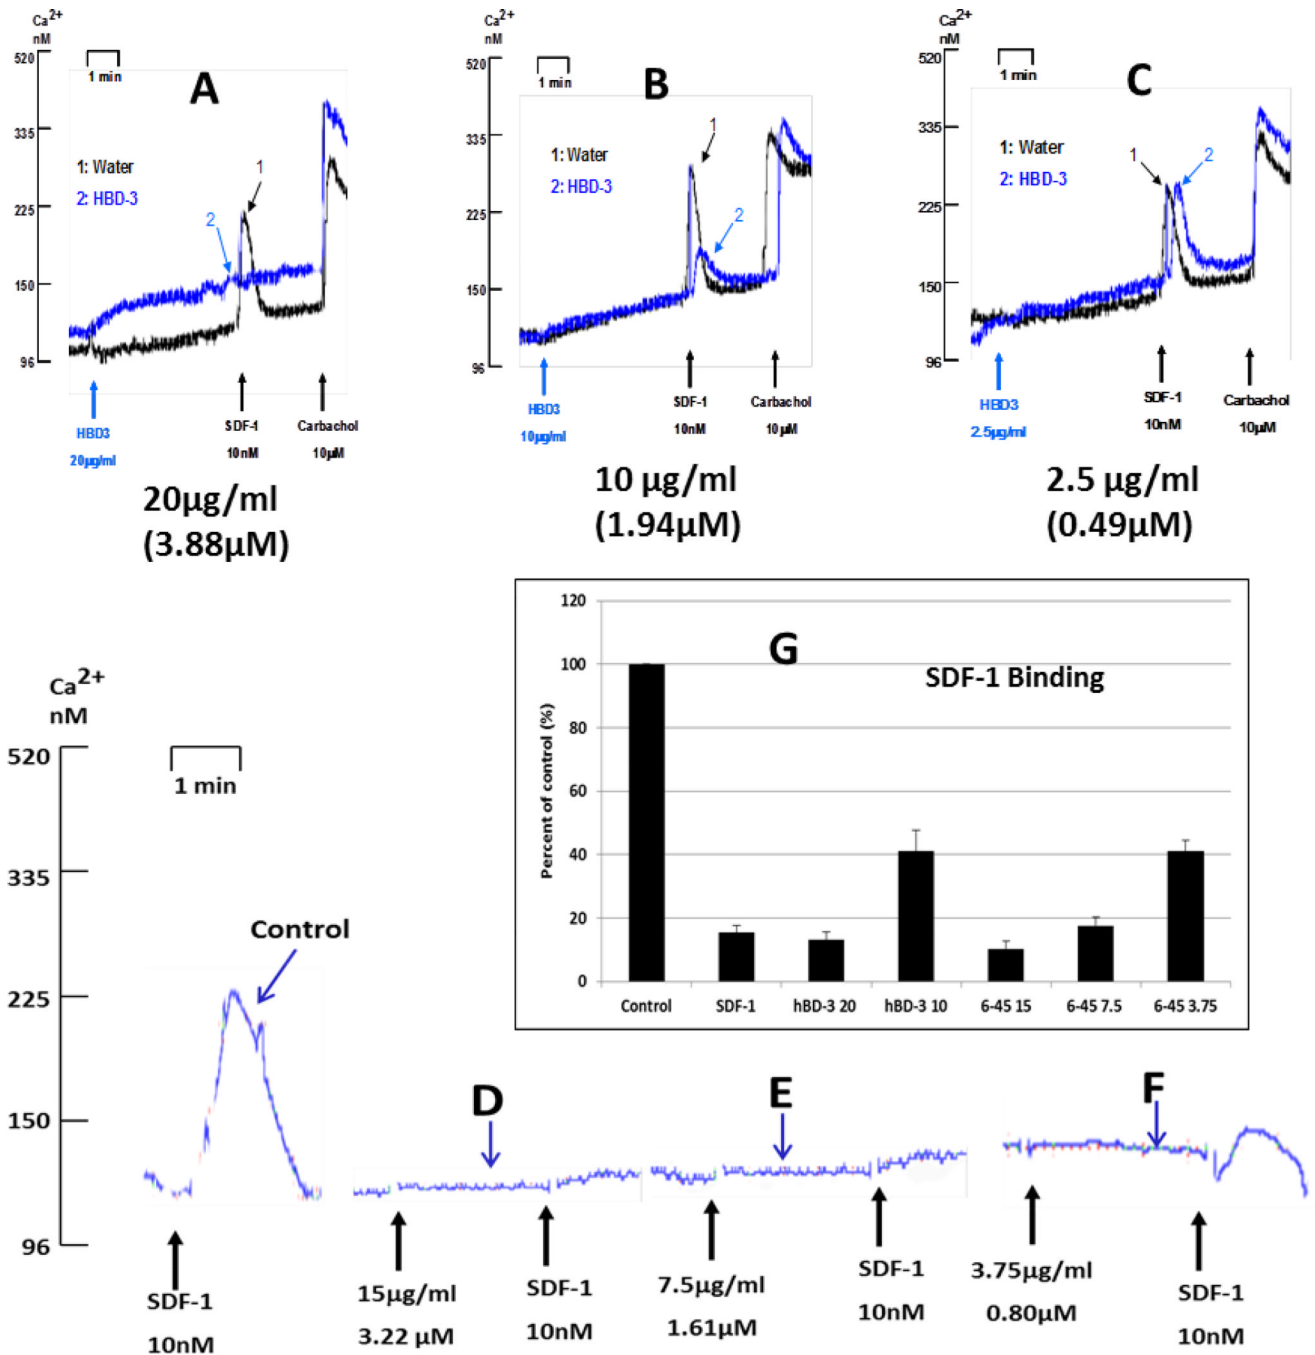 Ca2+
nM
520
335
225
150
96
1 min
A
1: Water
2: HBD-3
1
2
HBD3
20µg/ml
SDF-1
10nM
Carbachol
10µM
20µg/ml
(3.88µM)
Ca2+
nM
520
335
225
150
96
1 min
B
1: Water
2: HBD-3
1
2
HBD3
10µg/ml
SDF-1
10nM
Carbachol
10µM
10 µg/ml
(1.94µM)
Ca2+
nM
520
335
225
150
96
1 min
C
1: Water
2: HBD-3
1
2
HBD3
2.5µg/ml
SDF-1
10nM
Carbachol
10µM
2.5 µg/ml
(0.49µM)
G
SDF-1 Binding
Percent of control (%)
120
100
80
60
40
20
0
Control SDF-1 hBD-3 20 hBD-3 10 6-45 15 6-45 7.5 6-45 3.75
Ca2+
nM
520
335
225
150
96
1 min
Control
SDF-1
10nM
D
15µg/ml
3.22 µM
SDF-1
10nM
E
7.5µg/ml
1.61µM
SDF-1
10nM
F
3.75µg/ml
0.80µM
SDF-1
10nM